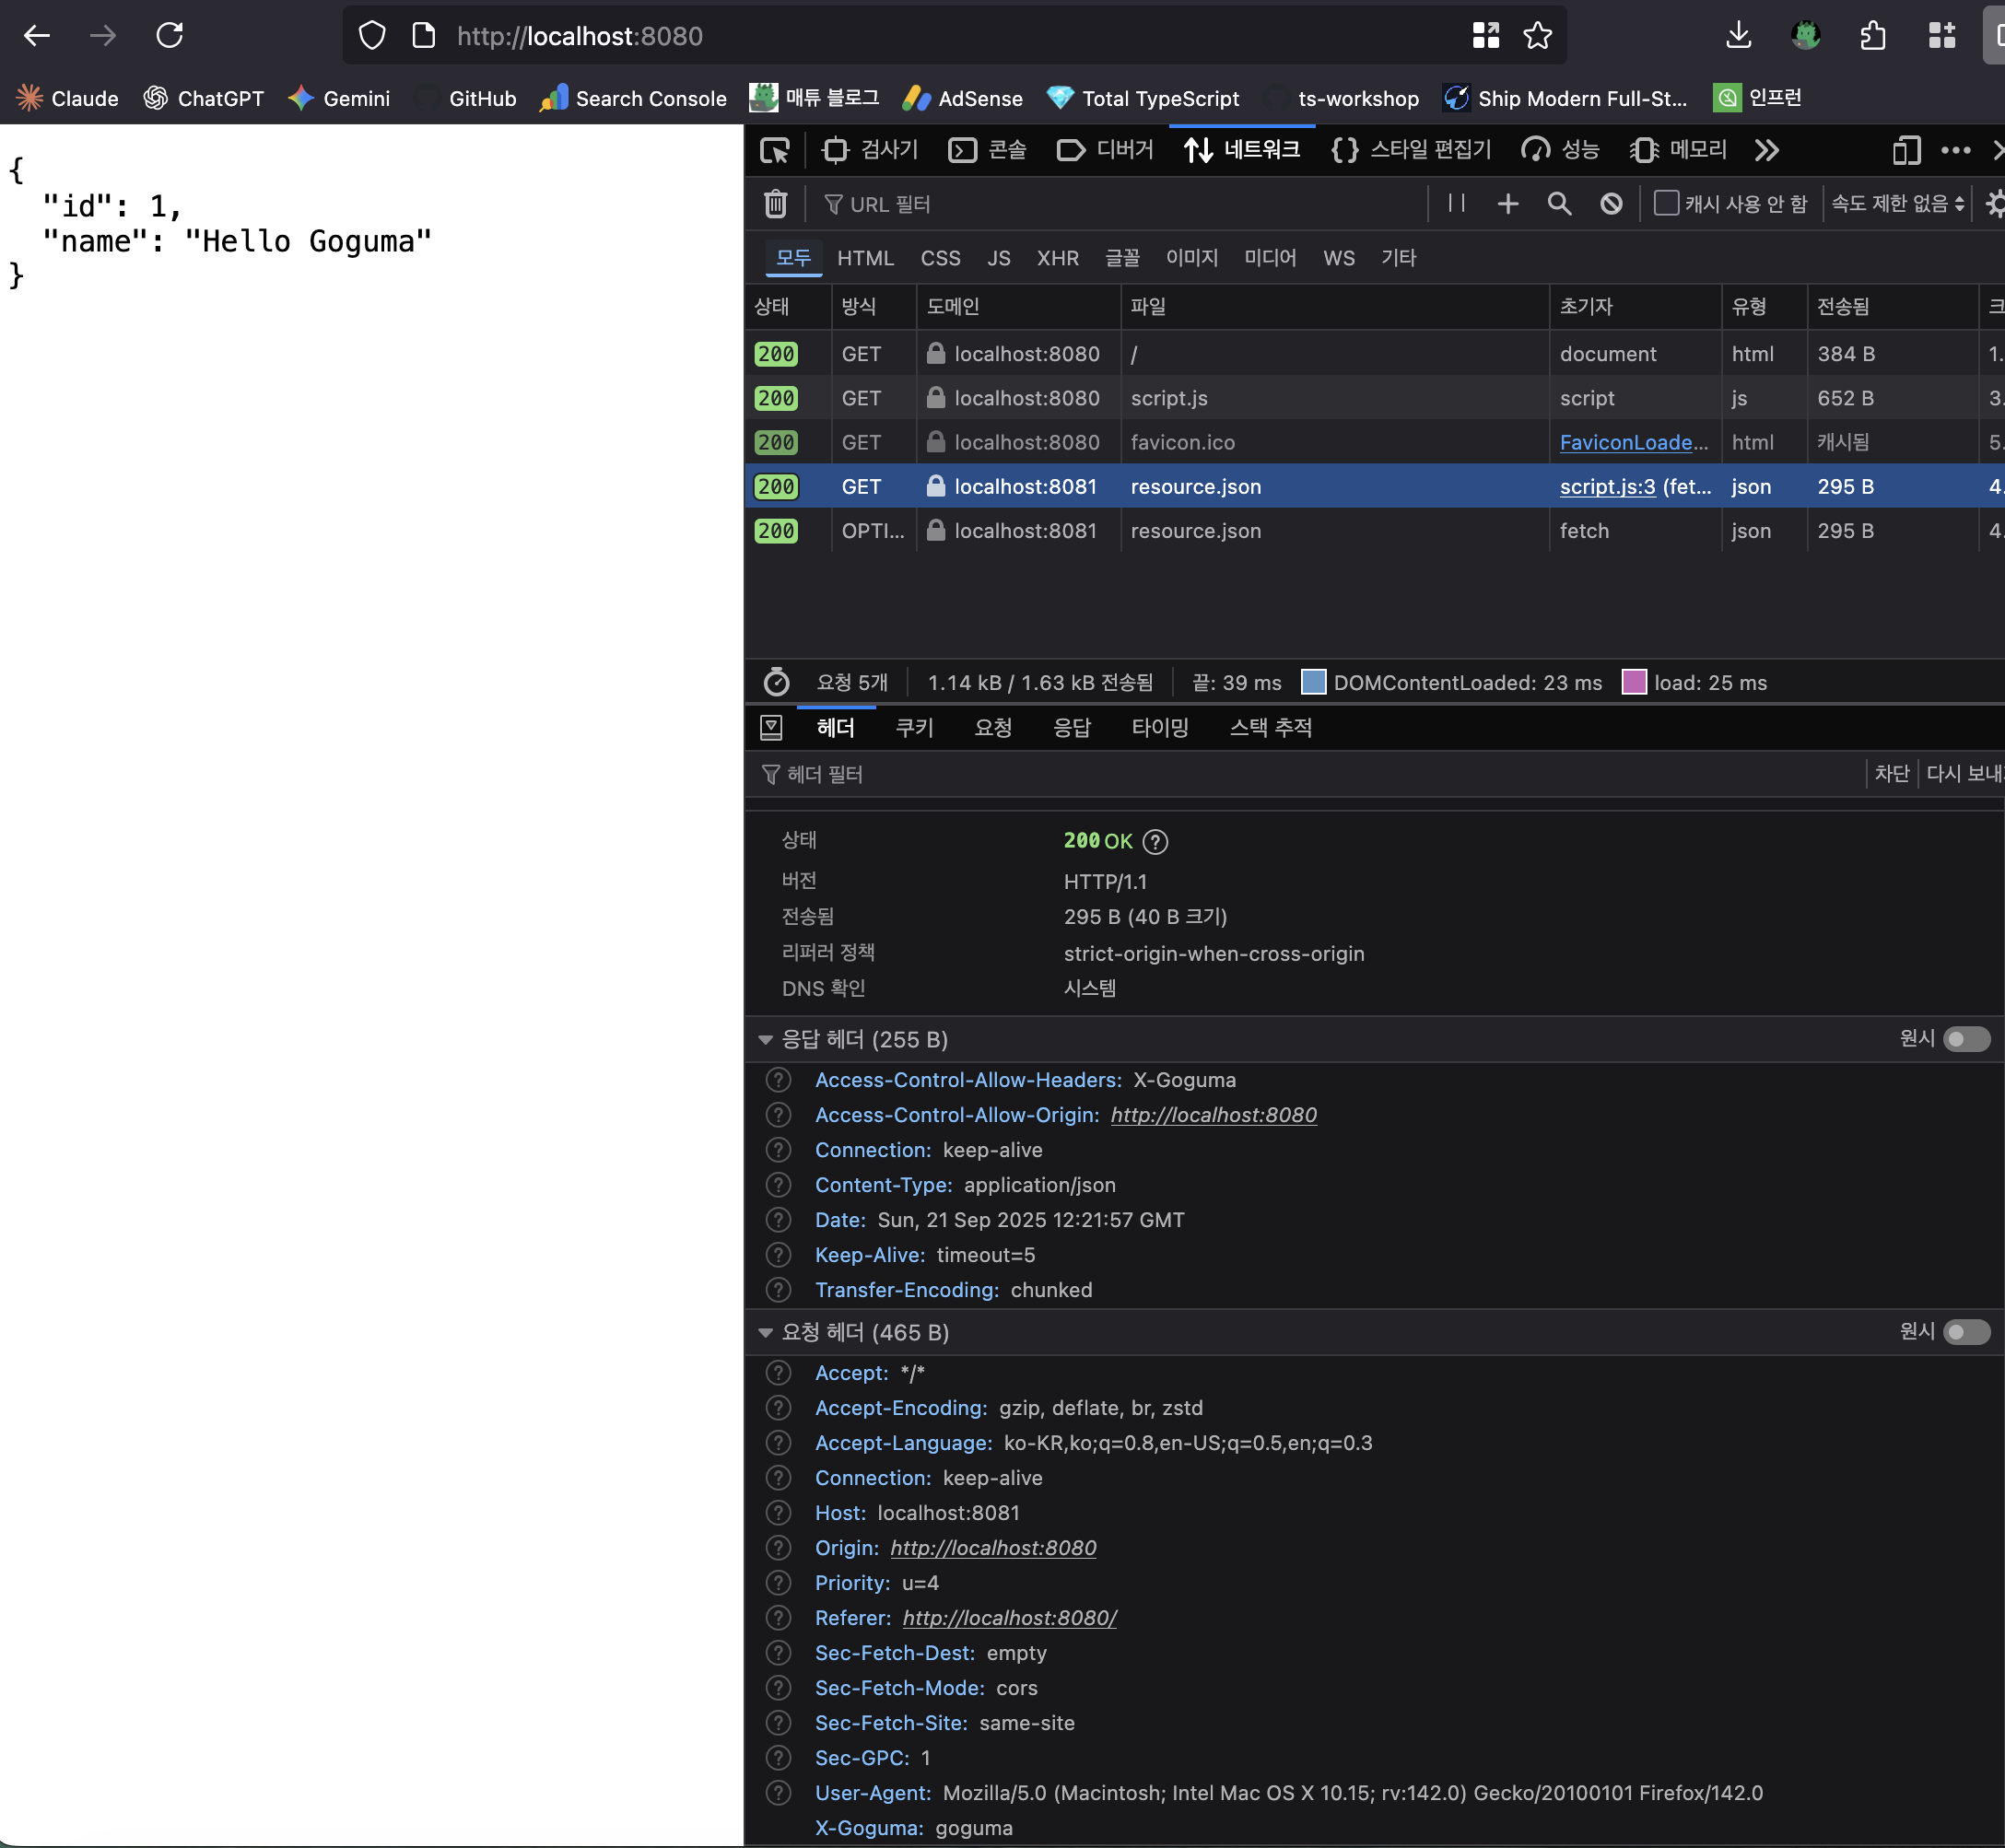 http://localhost:8080
Claude ChatGPT Gemini GitHub Search Console 매튜 블로그 AdSense Total TypeScript ts-workshop Ship Modern Full-St... 인프런
{
"id": 1,
"name": "Hello Goguma"
}
검사기 콘솔 디버거 네트워크 스타일 편집기 성능 메모리
URL 필터 캐시 사용 안 함 속도 제한 없음
모두 HTML CSS JS XHR 글꼴 이미지 미디어 WS 기타
상태 방식 도메인 파일 초기자 유형 전송됨 크
200 GET localhost:8080 / document html 384 B 1.
200 GET localhost:8080 script.js script js 652 B 3.
200 GET localhost:8080 favicon.ico FaviconLoade... html 캐시됨 5.
200 GET localhost:8081 resource.json script.js:3 (fet... json 295 B 4.
200 OPTI... localhost:8081 resource.json fetch json 295 B 4.
요청 5개 1.14 kB / 1.63 kB 전송됨 끝: 39 ms DOMContentLoaded: 23 ms load: 25 ms
헤더 쿠키 요청 응답 타이밍 스택 추적
헤더 필터 차단 다시 보내
상태 200 OK
버전 HTTP/1.1
전송됨 295 B (40 B 크기)
리퍼러 정책 strict-origin-when-cross-origin
DNS 확인 시스템
응답 헤더 (255 B) 원시
Access-Control-Allow-Headers: X-Goguma
Access-Control-Allow-Origin: http://localhost:8080
Connection: keep-alive
Content-Type: application/json
Date: Sun, 21 Sep 2025 12:21:57 GMT
Keep-Alive: timeout=5
Transfer-Encoding: chunked
요청 헤더 (465 B) 원시
Accept: */*
Accept-Encoding: gzip, deflate, br, zstd
Accept-Language: ko-KR,ko;q=0.8,en-US;q=0.5,en;q=0.3
Connection: keep-alive
Host: localhost:8081
Origin: http://localhost:8080
Priority: u=4
Referer: http://localhost:8080/
Sec-Fetch-Dest: empty
Sec-Fetch-Mode: cors
Sec-Fetch-Site: same-site
Sec-GPC: 1
User-Agent: Mozilla/5.0 (Macintosh; Intel Mac OS X 10.15; rv:142.0) Gecko/20100101 Firefox/142.0
X-Goguma: goguma